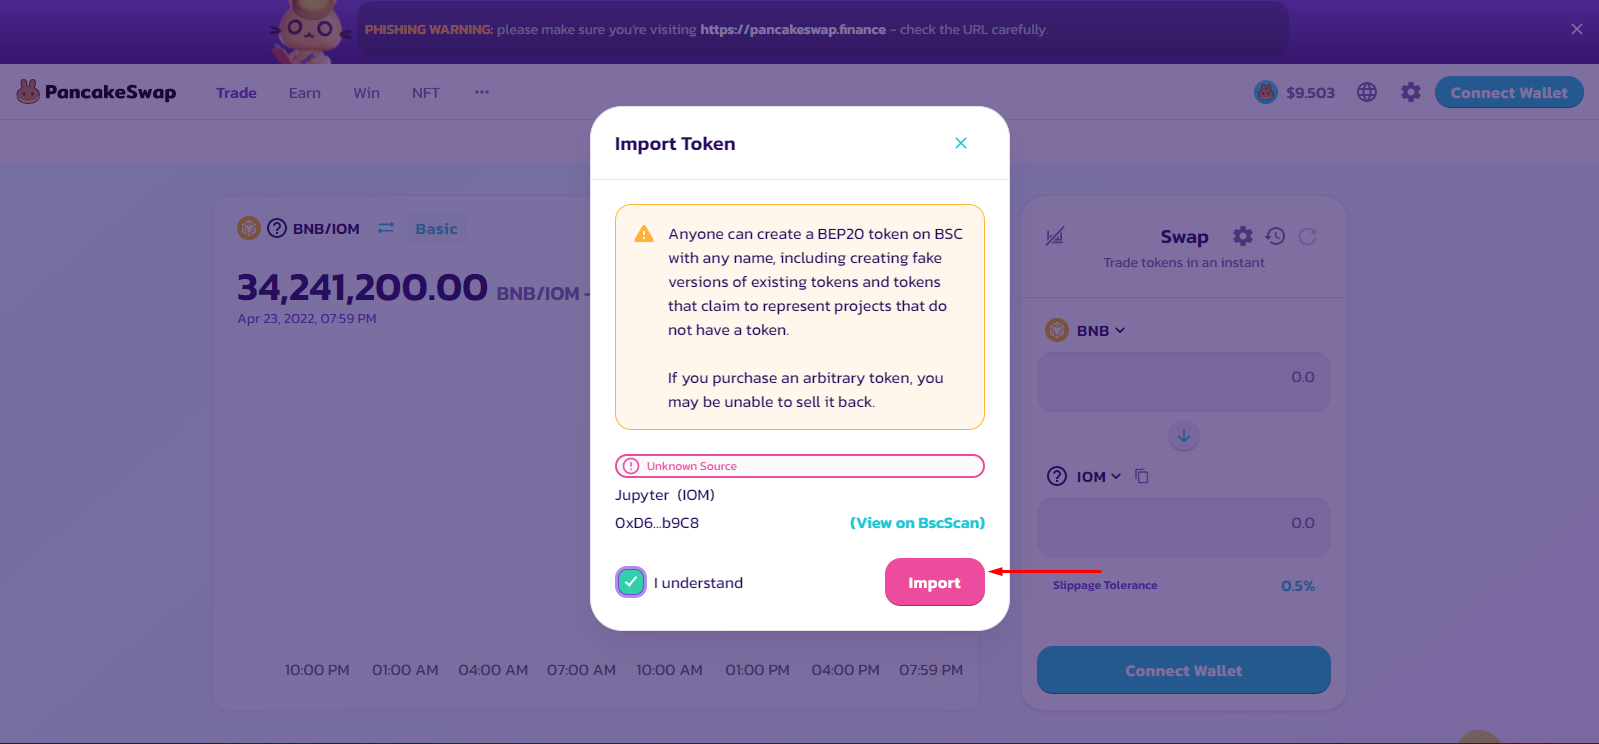 PHISHING WARNING: please make sure you're visiting https://pancakeswap.finance - check the URL carefully.
PancakeSwap
Trade
Earn
Win
NFT
$9.503
Connect Wallet
Import Token
Anyone can create a BEP20 token on BSC
with any name, including creating fake
versions of existing tokens and tokens
that claim to represent projects that do
not have a token.
If you purchase an arbitrary token, you
may be unable to sell it back.
Unknown Source
Jupyter (IOM)
0xD6...b9C8
(View on BscScan)
I understand
Import
BNB/IOM
Basic
34,241,200.00 BNB/IOM
Apr 23, 2022, 07:59 PM
10:00 PM 01:00 AM 04:00 AM 07:00 AM 10:00 AM 01:00 PM 04:00 PM 07:59 PM
Swap
Trade tokens in an instant
BNB
0.0
IOM
0.0
Slippage Tolerance
0.5%
Connect Wallet